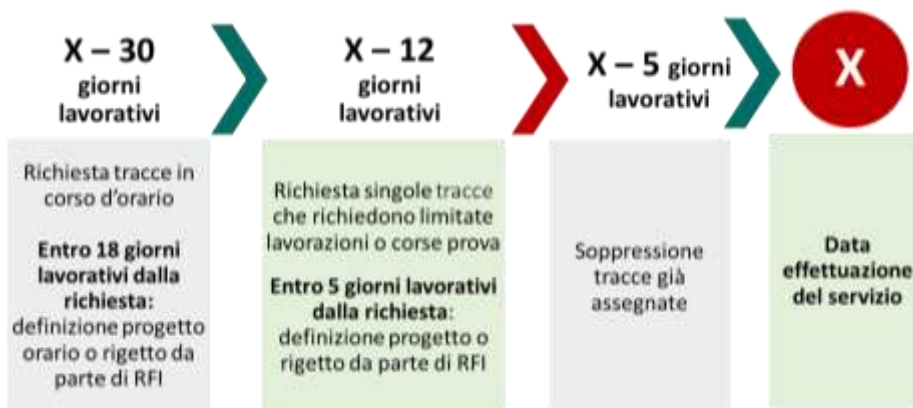 X – 30
giorni
lavorativi
Richiesta tracce in
corso d'orario
Entro 18 giorni
lavorativi dalla
richiesta:
definizione progetto
orario o rigetto da
parte di RFI
X – 12
giorni
lavorativi
Richiesta singole tracce
che richiedono limitate
lavorazioni o corse prova
Entro 5 giorni lavorativi
dalla richiesta:
definizione progetto o
rigetto da parte di RFI
X – 5 giorni
lavorativi
Soppressione
tracce già
assegnate
X
Data
effettuazione
del servizio